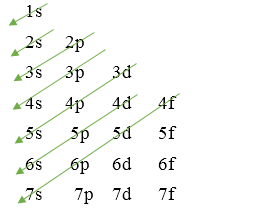 1s
2s 2p
3s 3p 3d
4s 4p 4d 4f
5s 5p 5d 5f
6s 6p 6d 6f
7s 7p 7d 7f